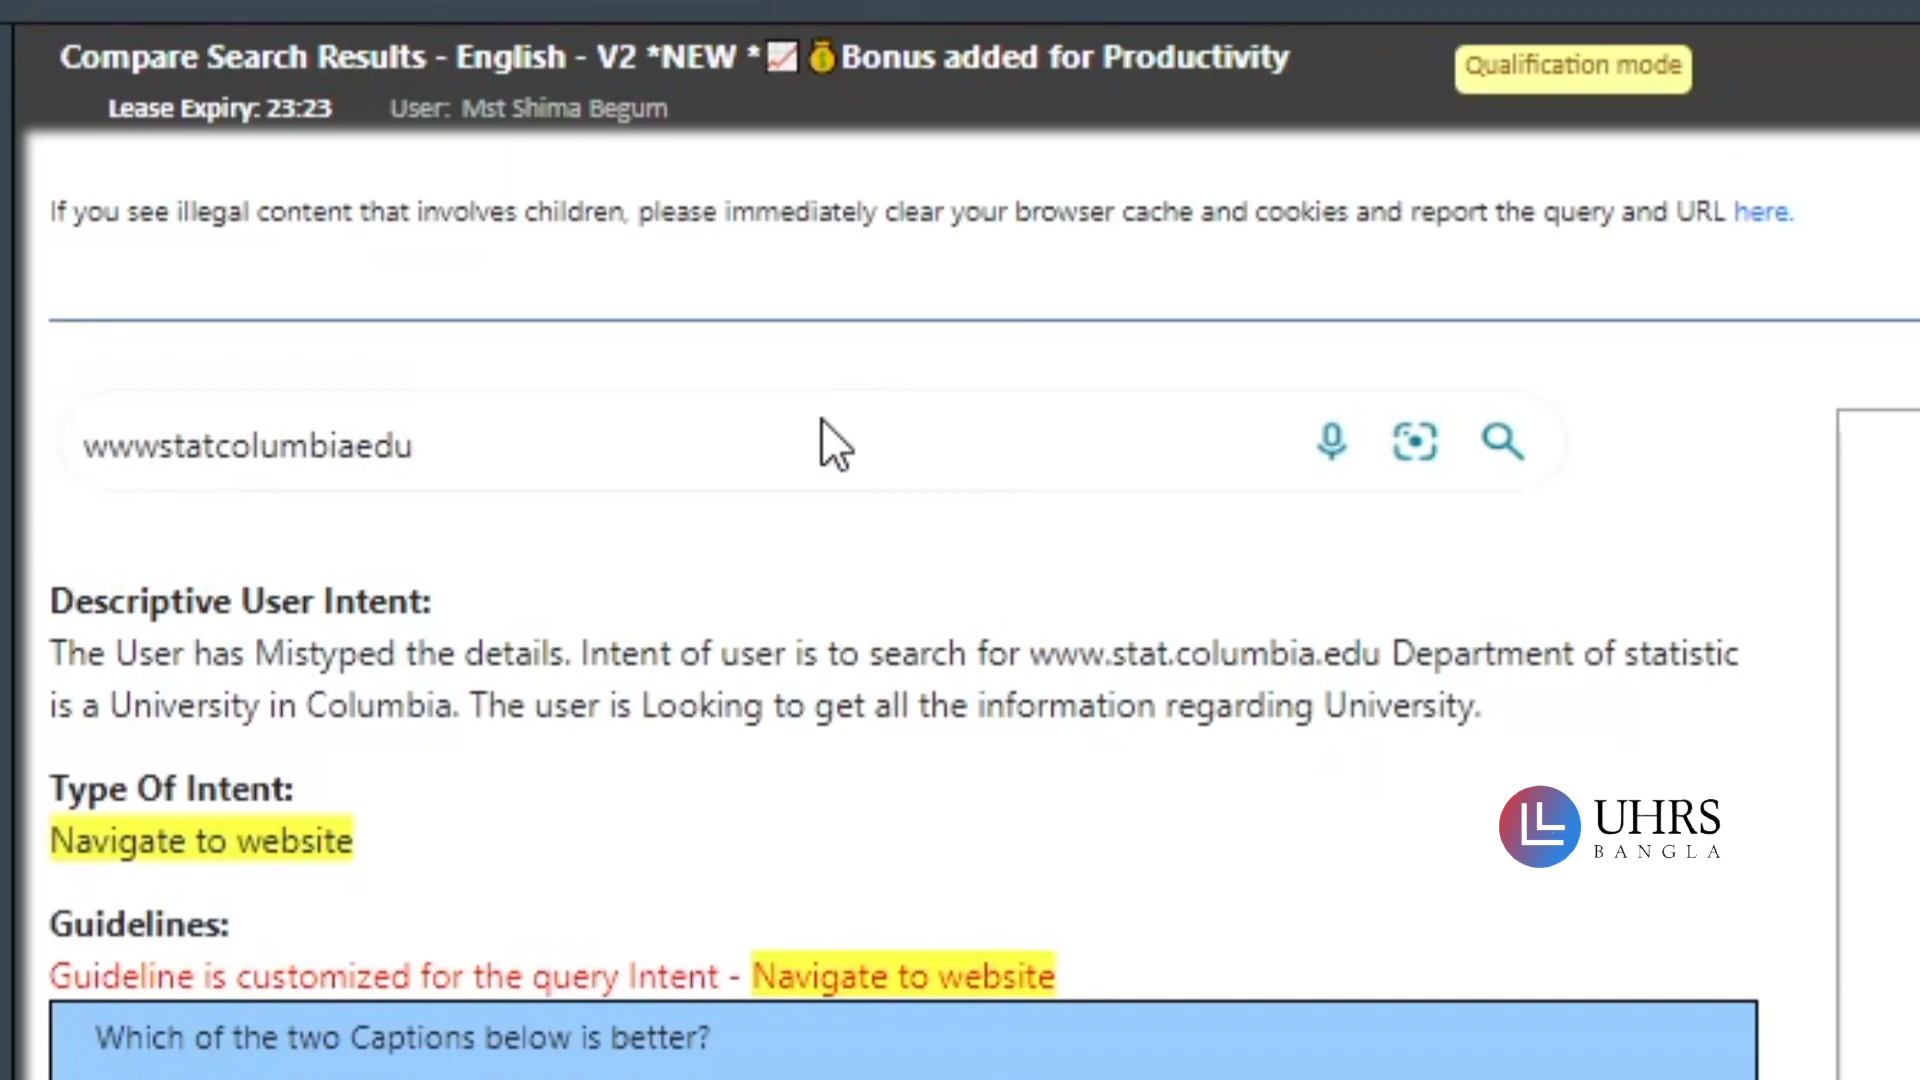 Compare Search Results - English - V2 *NEW *📈💰Bonus added for Productivity
Qualification mode
Lease Expiry: 23:23 User: Mst Shima Begum
If you see illegal content that involves children, please immediately clear your browser cache and cookies and report the query and URL here.
wwwstatcolumbiaedu
Descriptive User Intent:
The User has Mistyped the details. Intent of user is to search for www.stat.columbia.edu Department of statistic
is a University in Columbia. The user is Looking to get all the information regarding University.
Type Of Intent:
Navigate to website
UHRS
BANGLA
Guidelines:
Guideline is customized for the query Intent - Navigate to website
Which of the two Captions below is better?